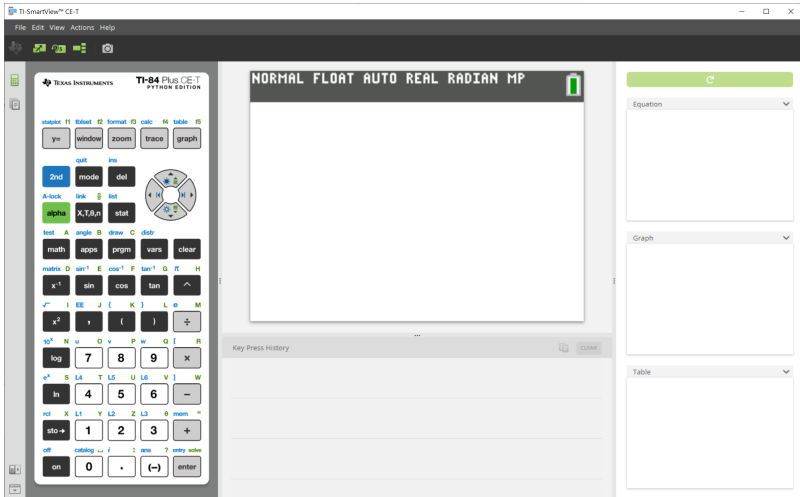 TI-SmartView™ CE-T
File Edit View Actions Help
TEXAS INSTRUMENTS TI-84 Plus CE-T
PYTHON EDITION
statplot f1 tblset f2 format f3 calc f4 table f5
y= window zoom trace graph
quit ins
2nd mode del
A-lock link list
alpha X,T,θ,n stat
test A angle B draw C distr
math apps prgm vars clear
matrix D sin⁻¹ E cos⁻¹ F tan⁻¹ G π H
x⁻¹ sin cos tan ^
√ I EE J { K } L e M
x² , ( ) ÷
10ˣ N u O v P w Q [ R
log 7 8 9 ×
eˣ S L4 T L5 U L6 V ] W
ln 4 5 6 −
rcl X L1 Y L2 Z L3 θ mem "
sto→ 1 2 3 +
off catalog i : ans ? entry solve
on 0 . (−) enter
NORMAL FLOAT AUTO REAL RADIAN MP
Key Press History
CLEAR
Equation
Graph
Table